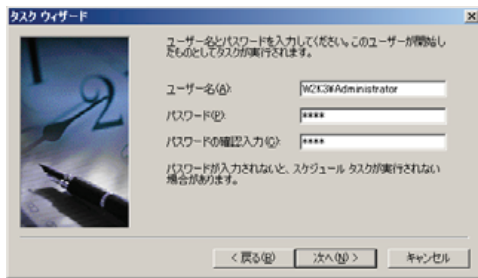 タスク ウィザード
ユーザー名とパスワードを入力してください。このユーザーが開始し
たものとしてタスクが実行されます。
ユーザー名(A):
W2K3¥Administrator
パスワード(P):
****
パスワードの確認入力(C):
****
パスワードが入力されないと、スケジュール タスクが実行されない
場合があります。
< 戻る(B)
次へ(N) >
キャンセル